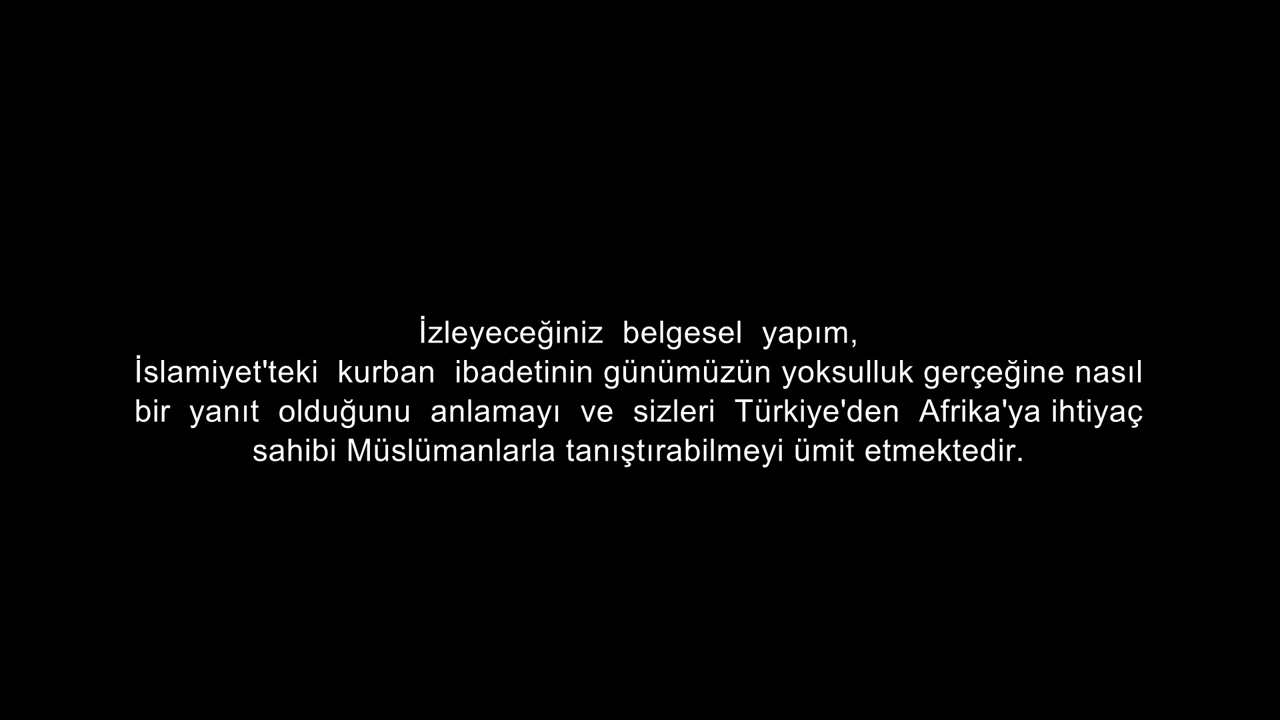 İzleyeceğiniz belgesel yapım,
İslamiyet'teki kurban ibadetinin günümüzün yoksulluk gerçeğine nasıl
bir yanıt olduğunu anlamayı ve sizleri Türkiye'den Afrika'ya ihtiyaç
sahibi Müslümanlarla tanıştırabilmeyi ümit etmektedir.